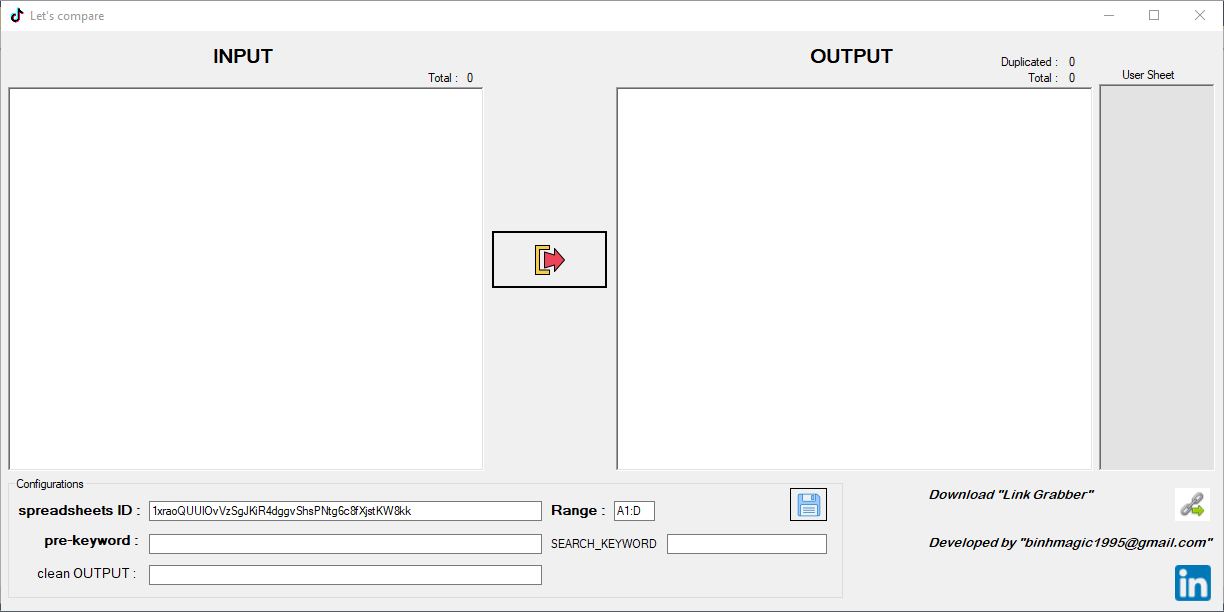 Let's compare
INPUT
OUTPUT
Duplicated : 0
Total : 0
Total : 0
User Sheet
Configurations
spreadsheets ID : 1xraoQUUIOvVzSgJKiR4dggvShsPNtg6c8fXjstKW8kk Range : A1:D
pre-keyword : SEARCH_KEYWORD
clean OUTPUT :
Download "Link Grabber"
Developed by "binhmagic1995@gmail.com"
in